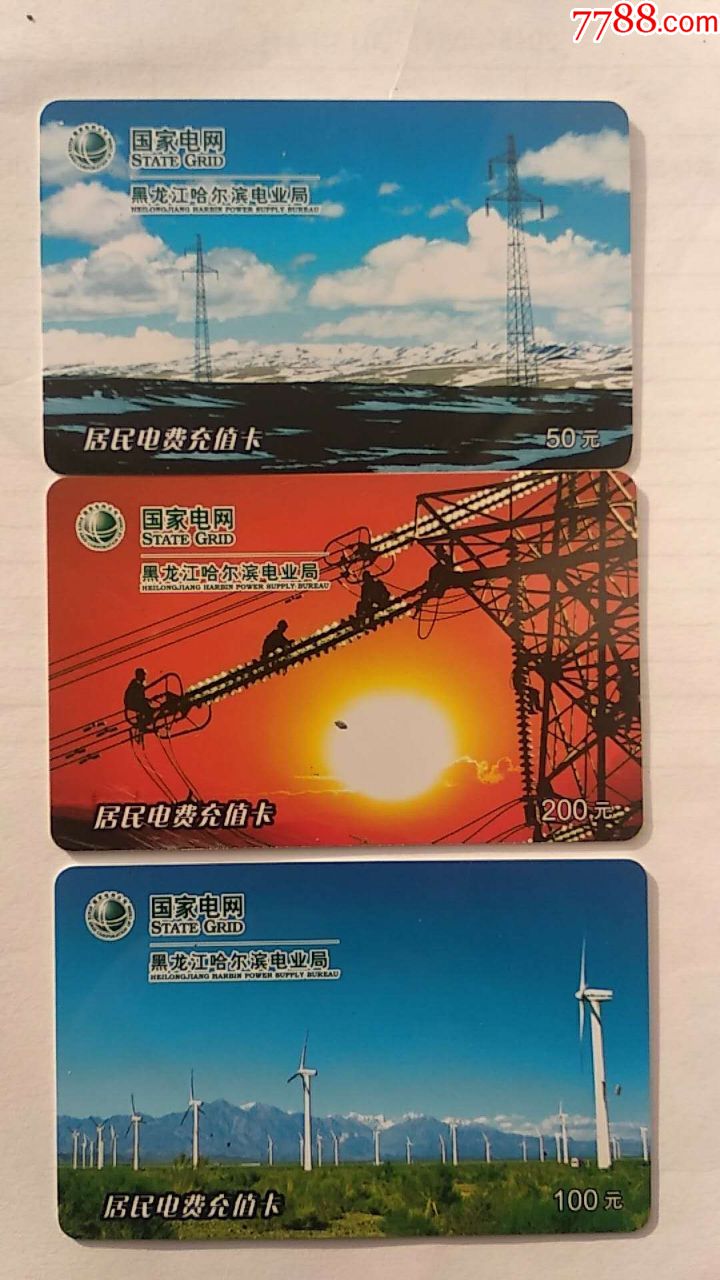 7788.com
国家电网
STATE GRID
黑龙江哈尔滨电业局
HEILONGJIANG HARBIN POWER SUPPLY BUREAU
居民电费充值卡
50元
国家电网
STATE GRID
黑龙江哈尔滨电业局
HEILONGJIANG HARBIN POWER SUPPLY BUREAU
居民电费充值卡
200元
国家电网
STATE GRID
黑龙江哈尔滨电业局
HEILONGJIANG HARBIN POWER SUPPLY BUREAU
居民电费充值卡
100元